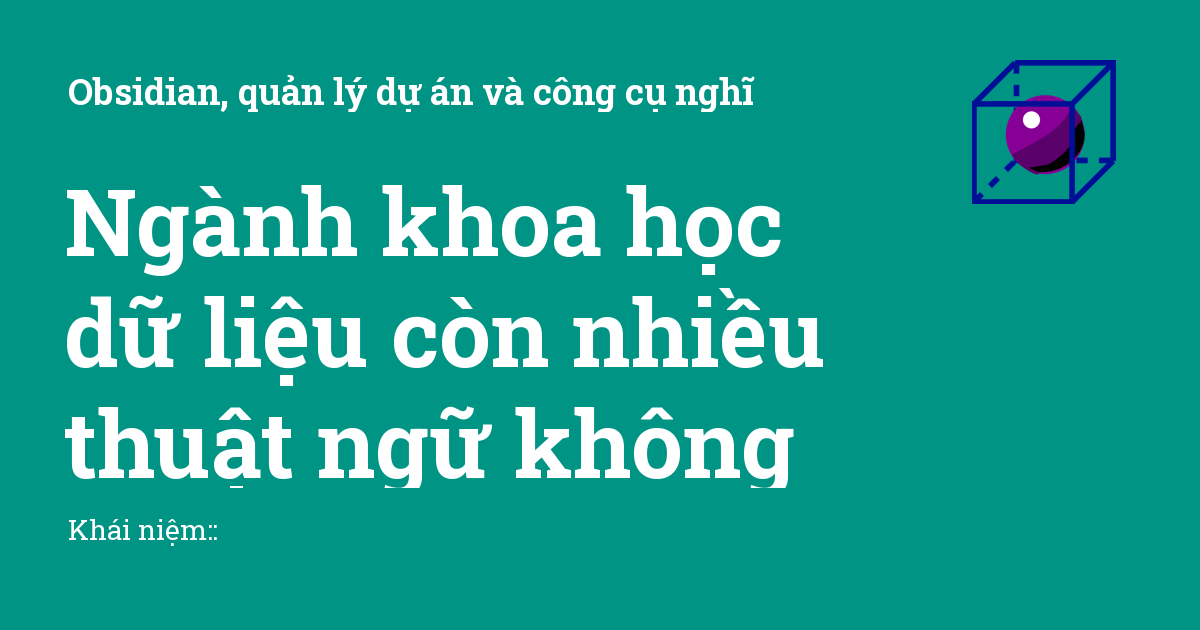 Obsidian, quản lý dự án và công cụ nghĩ
Ngành khoa học
dữ liệu còn nhiều
thuật ngữ không
Khái niệm::